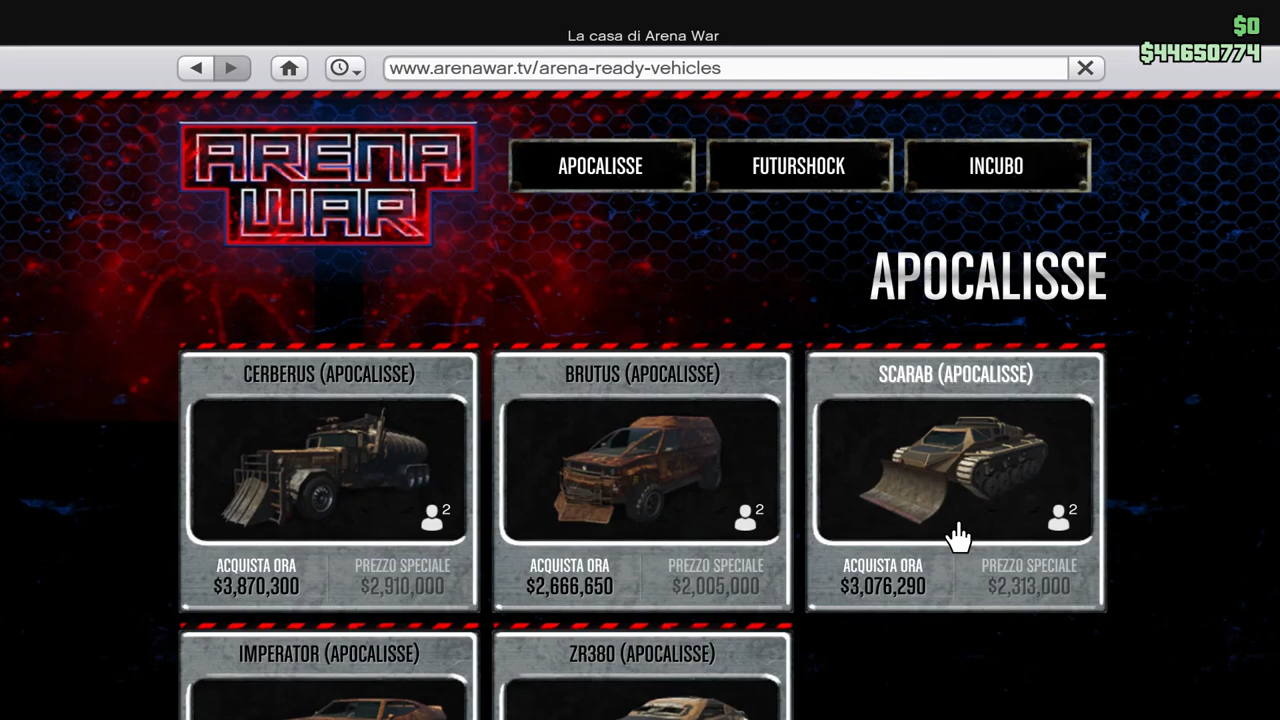 La casa di Arena War
$0
$44650774
www.arenawar.tv/arena-ready-vehicles
ARENA
WAR
APOCALISSE
FUTURSHOCK
INCUBO
APOCALISSE
CERBERUS (APOCALISSE)
2
ACQUISTA ORA
$3,870,300
PREZZO SPECIALE
$2,910,000
BRUTUS (APOCALISSE)
2
ACQUISTA ORA
$2,666,650
PREZZO SPECIALE
$2,005,000
SCARAB (APOCALISSE)
2
ACQUISTA ORA
$3,076,290
PREZZO SPECIALE
$2,313,000
IMPERATOR (APOCALISSE)
ZR380 (APOCALISSE)